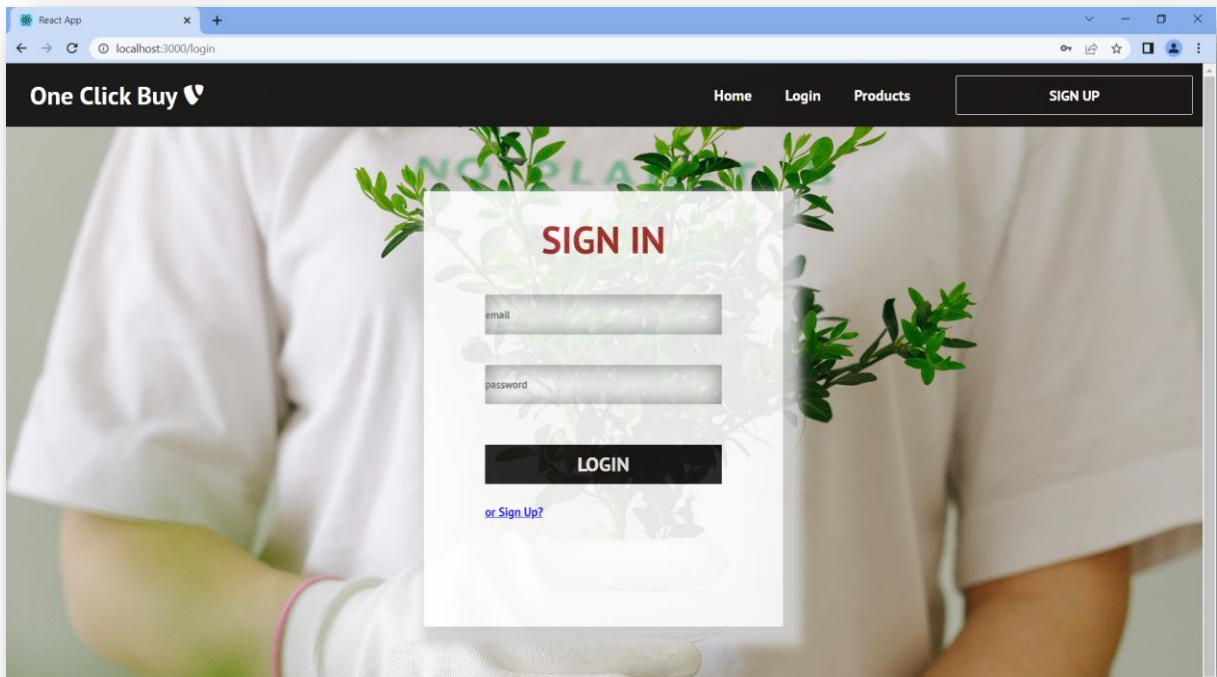 React App
localhost:3000/login
One Click Buy
Home Login Products SIGN UP
SIGN IN
email
password
LOGIN
or Sign Up?